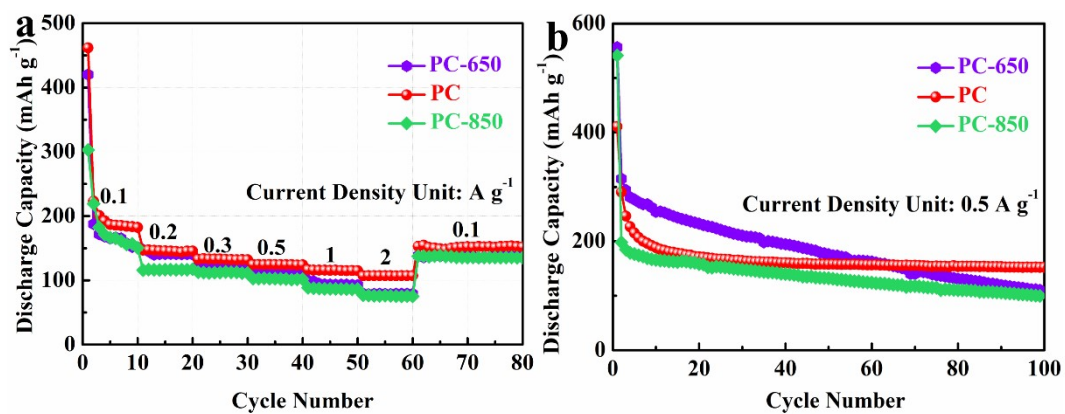 a
500
400
300
200
100
0
Discharge Capacity (mAh g⁻¹)
PC-650
PC
PC-850
Current Density Unit: A g⁻¹
0.1
0.2
0.3
0.5
1
2
0.1
0 10 20 30 40 50 60 70 80
Cycle Number
b
600
400
200
0
Discharge Capacity (mAh g⁻¹)
PC-650
PC
PC-850
Current Density Unit: 0.5 A g⁻¹
0 20 40 60 80 100
Cycle Number